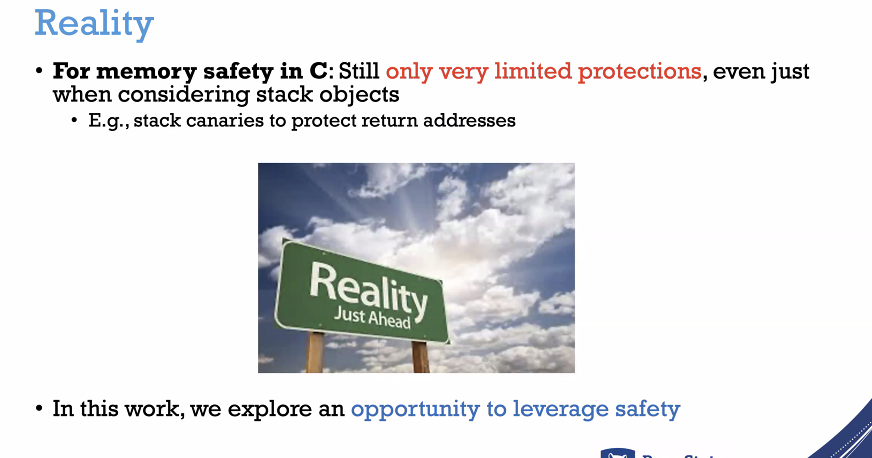 Reality
• For memory safety in C: Still only very limited protections, even just
when considering stack objects
• E.g., stack canaries to protect return addresses
Reality
Just Ahead
• In this work, we explore an opportunity to leverage safety